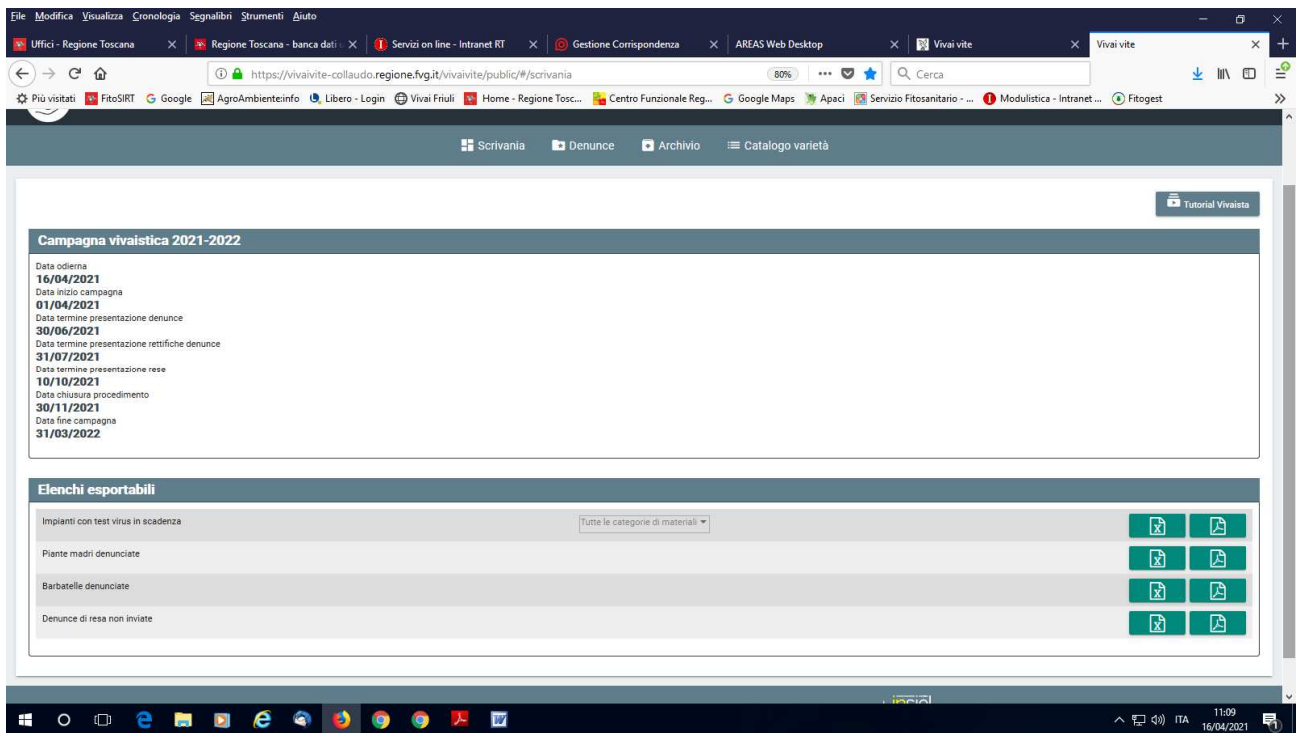 File Modifica Visualizza Cronologia Segnalibri Strumenti Aiuto
Uffici - Regione Toscana Regione Toscana - banca dati Servizi on line - Intranet RT Gestione Corrispondenza AREAS Web Desktop Vivai vite Vivai vite
https://vivaivite-collaudo.regione.fvg.it/vivaivite/public/#/scrivania 80% Cerca
Più visitati FitoSIRT Google AgroAmbiente:info Libero - Login Vivai Friuli Home - Regione Tosc... Centro Funzionale Reg... Google Maps Apaci Servizio Fitosanitario - ... Modulistica - Intranet ... Fitogest
Scrivania Denunce Archivio Catalogo varietà
Tutorial Vivaista
Campagna vivaistica 2021-2022
Data odierna
16/04/2021
Data inizio campagna
01/04/2021
Data termine presentazione denunce
30/06/2021
Data termine presentazione rettifiche denunce
31/07/2021
Data termine presentazione rese
10/10/2021
Data chiusura procedimento
30/11/2021
Data fine campagna
31/03/2022
Elenchi esportabili
Impianti con test virus in scadenza Tutte le categorie di materiali
Piante madri denunciate
Barbatelle denunciate
Denunce di resa non inviate
ITA 11:09
16/04/2021